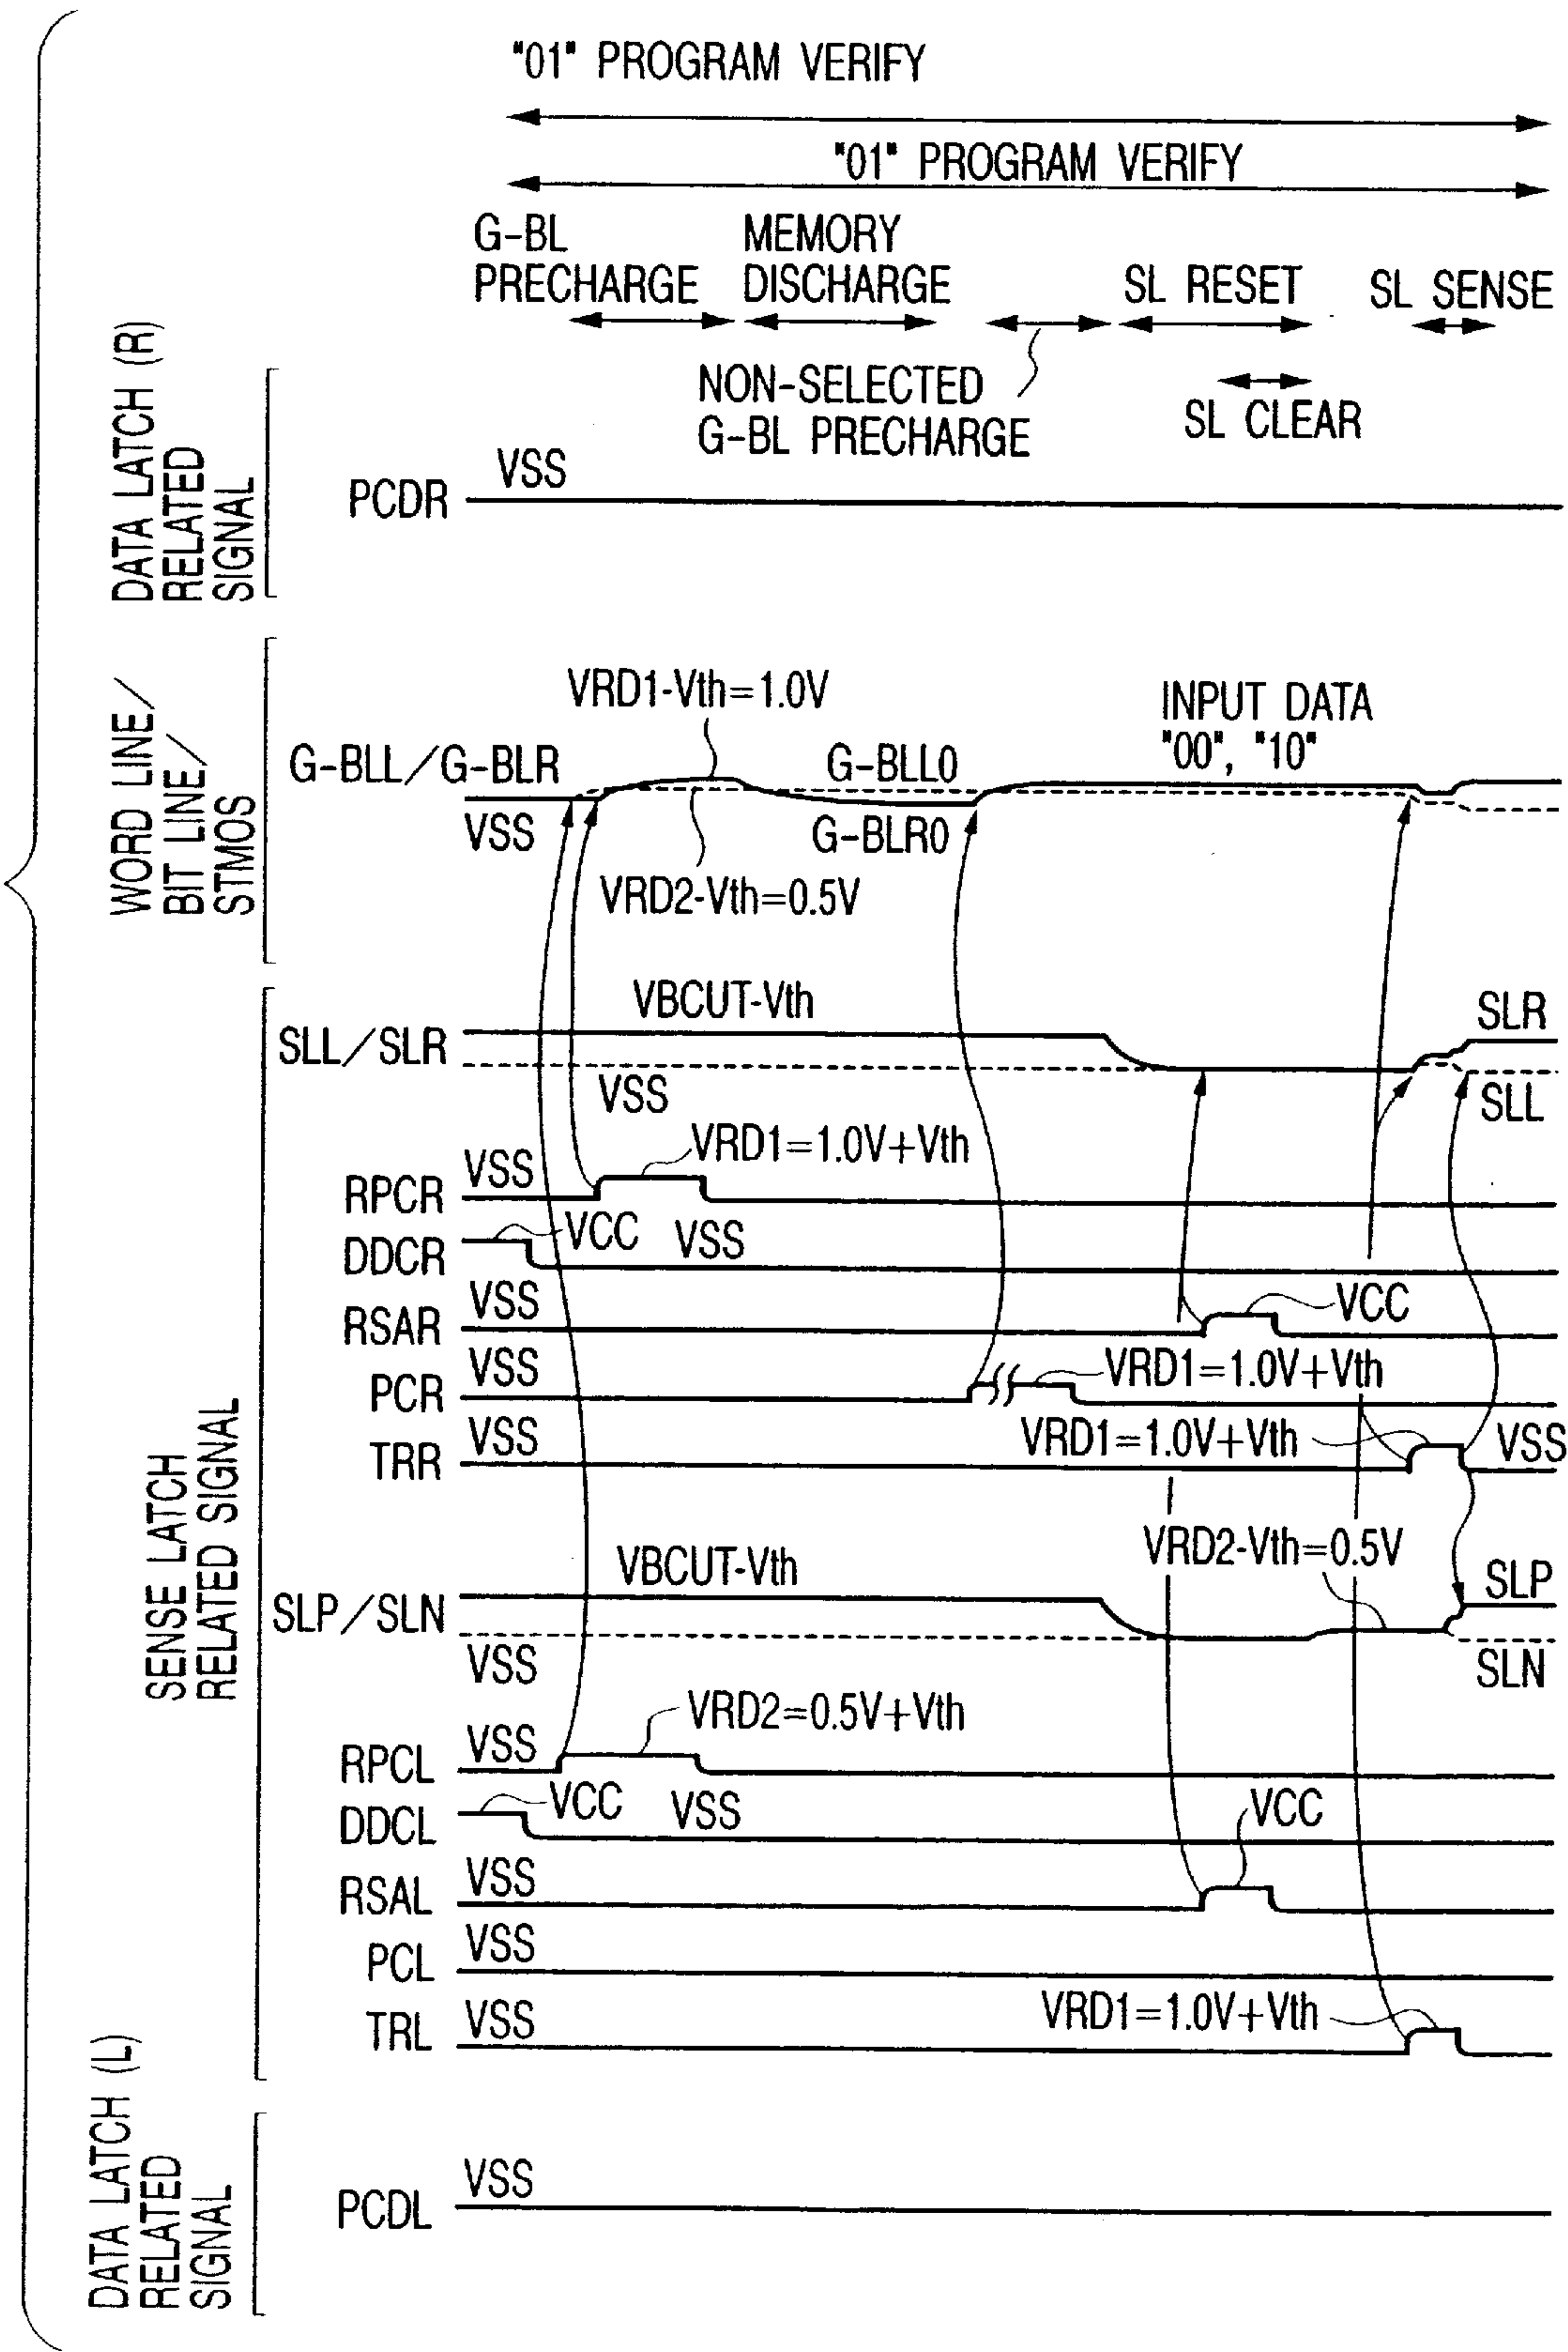 "01" PROGRAM VERIFY
"01" PROGRAM VERIFY
G-BL
PRECHARGE
MEMORY
DISCHARGE
SL RESET
SL SENSE
NON-SELECTED
G-BL PRECHARGE
SL CLEAR
DATA LATCH (R)
RELATED
SIGNAL
PCDR
VSS
WORD LINE/
BIT LINE/
STMOS
VRD1-Vth=1.0V
INPUT DATA
"00", "10"
G-BLL/G-BLR
G-BLL0
VSS
G-BLR0
VRD2-Vth=0.5V
SENSE LATCH
RELATED SIGNAL
VBCUT-Vth
SLR
SLL/SLR
VSS
SLL
VRD1=1.0V+Vth
RPCR
VSS
DDCR
VCC
VSS
RSAR
VSS
VCC
PCR
VSS
VRD1=1.0V+Vth
TRR
VSS
VRD1=1.0V+Vth
VSS
VRD2-Vth=0.5V
VBCUT-Vth
SLP
SLP/SLN
VSS
SLN
VRD2=0.5V+Vth
RPCL
VSS
DDCL
VCC
VSS
VCC
RSAL
VSS
PCL
VSS
VRD1=1.0V+Vth
TRL
VSS
DATA LATCH (L)
RELATED
SIGNAL
PCDL
VSS